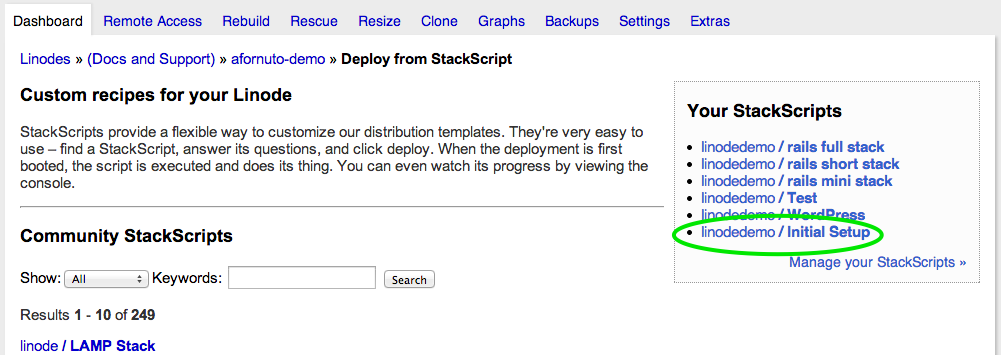 Dashboard Remote Access Rebuild Rescue Resize Clone Graphs Backups Settings Extras
Linodes » (Docs and Support) » afornuto-demo » Deploy from StackScript
Custom recipes for your Linode
StackScripts provide a flexible way to customize our distribution templates. They're very easy to
use – find a StackScript, answer its questions, and click deploy. When the deployment is first
booted, the script is executed and does its thing. You can even watch its progress by viewing the
console.
Community StackScripts
Show: All Keywords: Search
Results 1 - 10 of 249
linode / LAMP Stack
Your StackScripts
linodedemo / rails full stack
linodedemo / rails short stack
linodedemo / rails mini stack
linodedemo / Test
linodedemo / WordPress
linodedemo / Initial Setup
Manage your StackScripts »